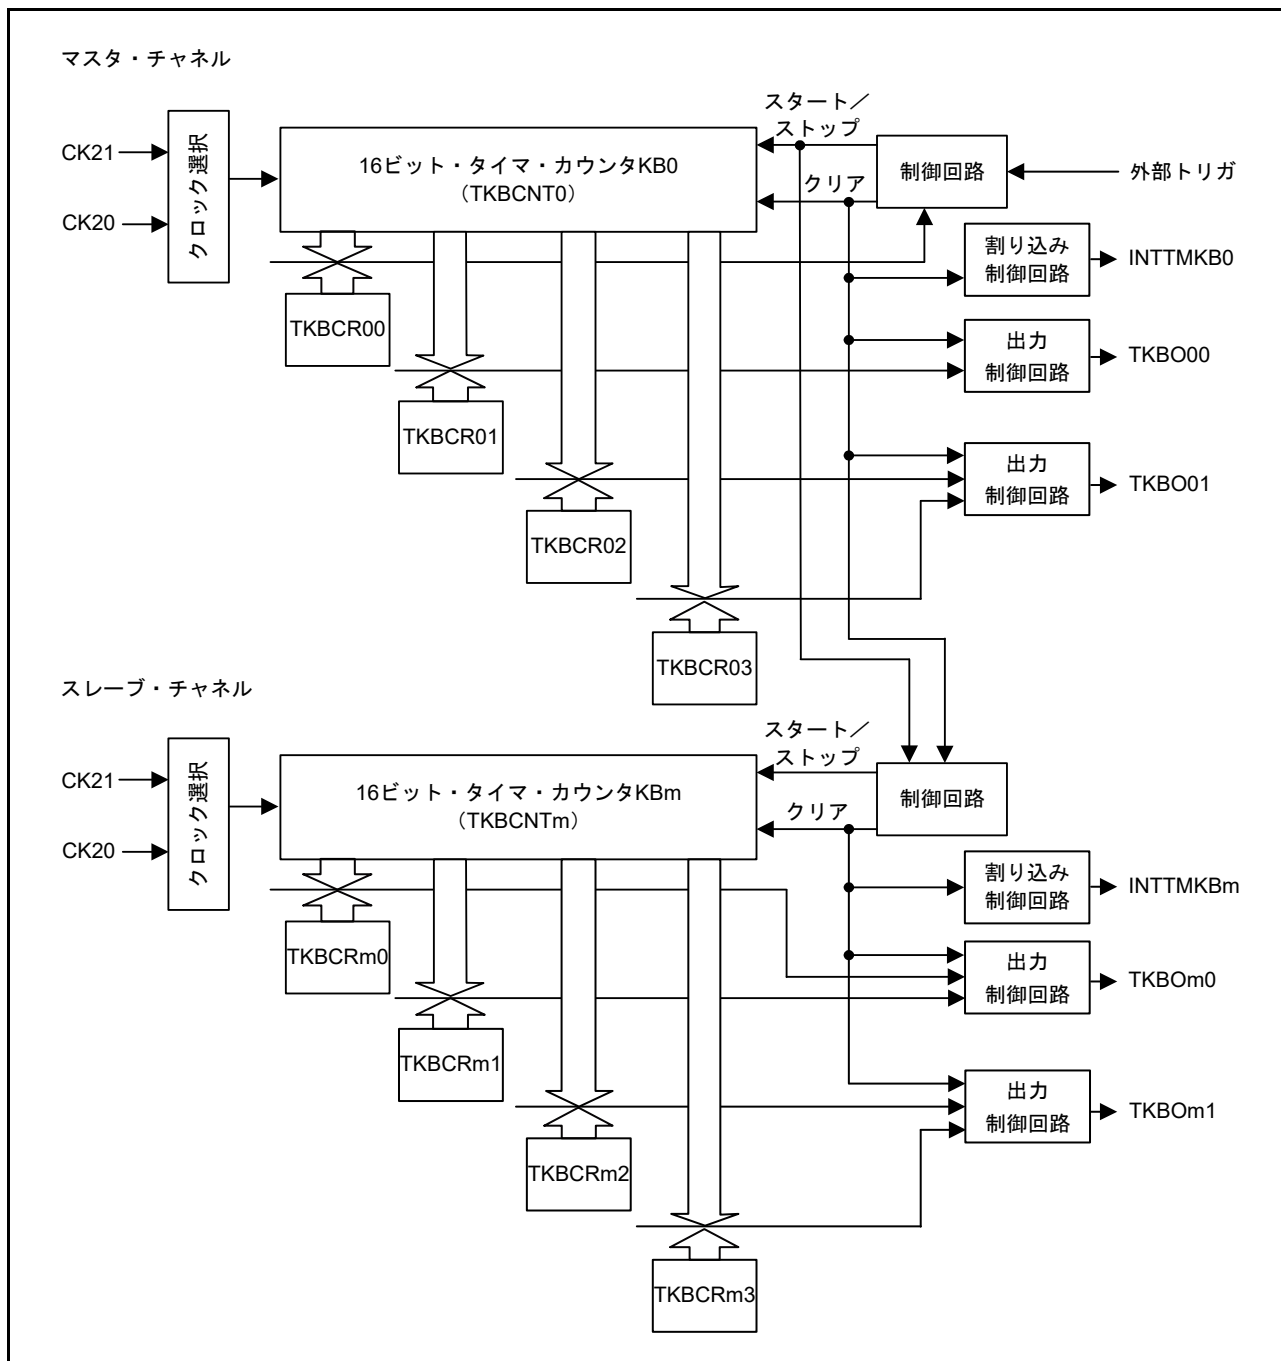 マスタ・チャネル
CK21
CK20
クロック選択
16ビット・タイマ・カウンタKB0
(TKBCNT0)
スタート／
ストップ
クリア
制御回路
外部トリガ
割り込み
制御回路
INTTMKB0
出力
制御回路
TKBO00
出力
制御回路
TKBO01
TKBCR00
TKBCR01
TKBCR02
TKBCR03
スレーブ・チャネル
CK21
CK20
クロック選択
16ビット・タイマ・カウンタKBm
(TKBCNTm)
スタート／
ストップ
クリア
制御回路
割り込み
制御回路
INTTMKBm
出力
制御回路
TKBOm0
出力
制御回路
TKBOm1
TKBCRm0
TKBCRm1
TKBCRm2
TKBCRm3